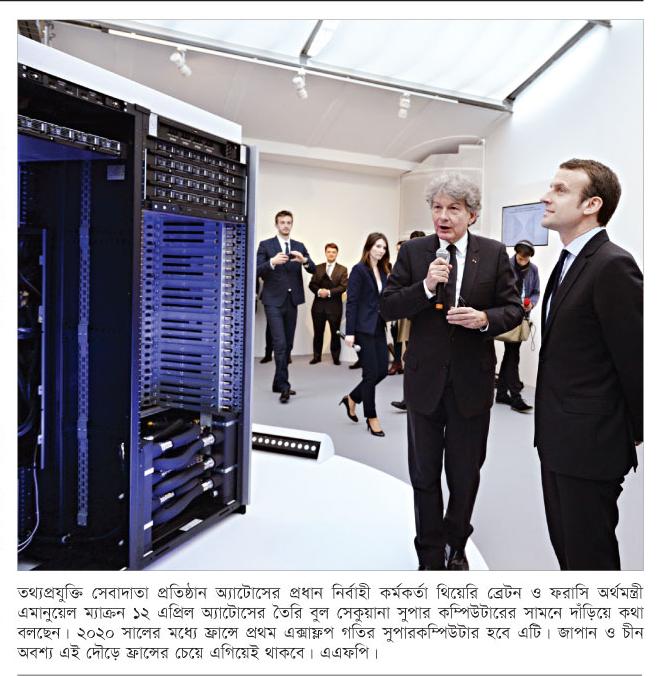 তথ্যপ্রযুক্তি সেবাদাতা প্রতিষ্ঠান অ্যাটোসের প্রধান নির্বাহী কর্মকর্তা থিয়েরি ব্রেটন ও ফরাসি অর্থমন্ত্রী
এমানুয়েল ম্যাক্রন ১২ এপ্রিল অ্যাটোসের তৈরি বুল সেকুয়ানা সুপার কম্পিউটারের সামনে দাঁড়িয়ে কথা
বলছেন। ২০২০ সালের মধ্যে ফ্রান্সে প্রথম এক্সাফ্লপ গতির সুপারকম্পিউটার হবে এটি। জাপান ও চীন
অবশ্য এই দৌড়ে ফ্রান্সের চেয়ে এগিয়েই থাকবে। এএফপি।